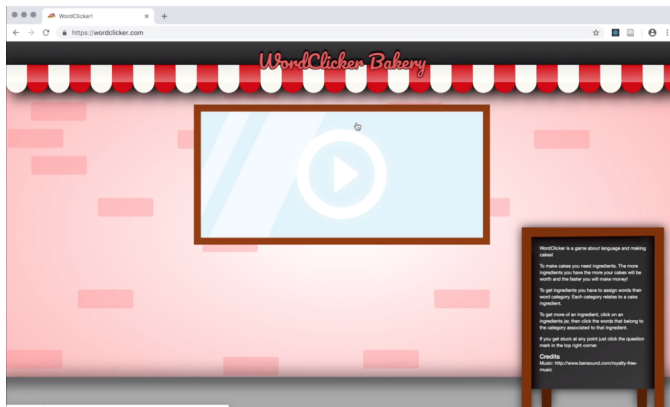 WordClicker!
https://wordclicker.com
WordClicker Bakery
WordClicker is a game about language and making
cakes!
To make cakes you need ingredients. The more
ingredients you have the more your cakes will be
worth and the faster you will make money!
To get ingredients you have to assign words their
word category. Each category relates to a cake
ingredient.
To get more of an ingredient, click on an
ingredients jar, then click the words that belong to
the category associated to that ingredient.
If you get stuck at any point just click the question
mark in the top right corner.
Credits
Music: http://www.bensound.com/royalty-free-
music